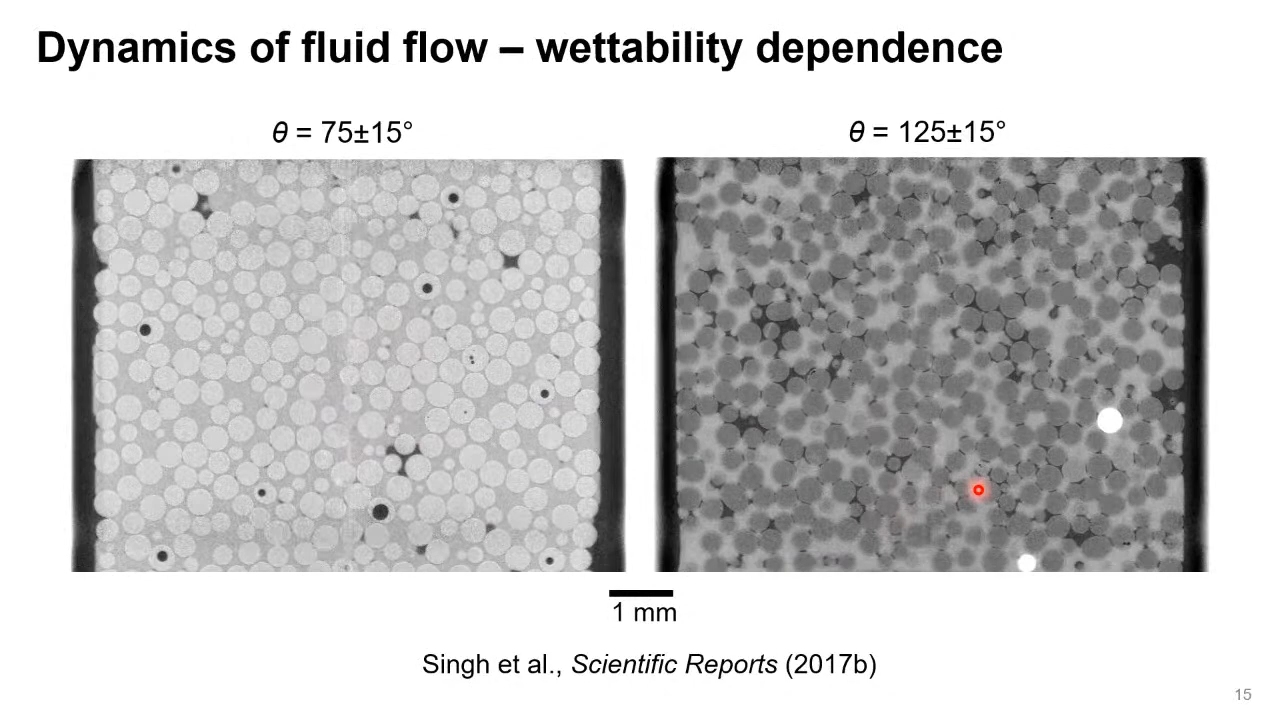 Dynamics of fluid flow – wettability dependence
θ = 75±15°
θ = 125±15°
1 mm
Singh et al., Scientific Reports (2017b)
15